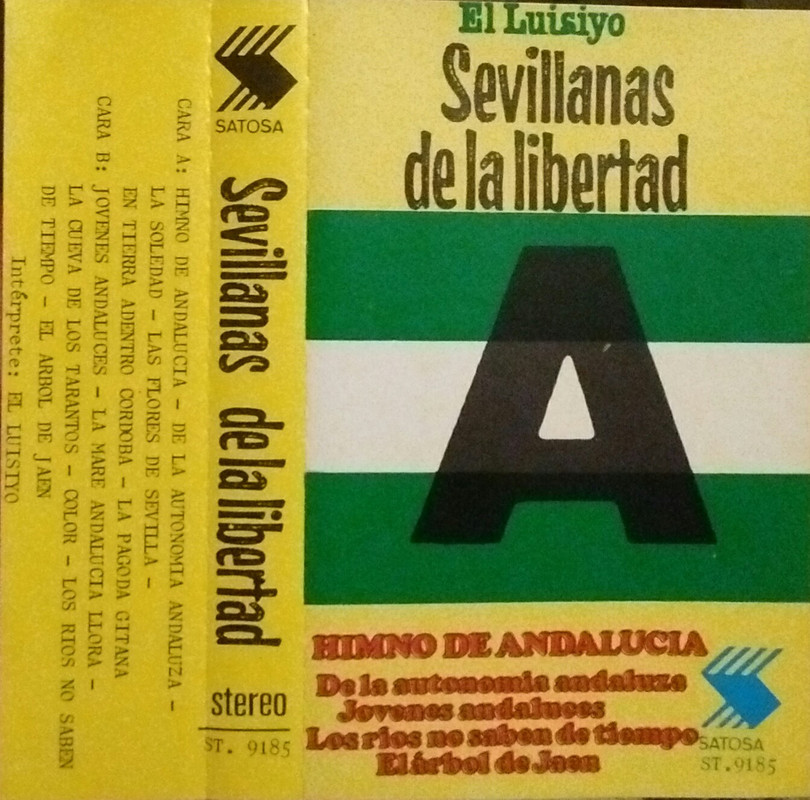 El Luisiyo
Sevillanas
de la libertad
A
HIMNO DE ANDALUCIA
De la autonomia andaluza
Jovenes andaluces
Los rios no saben de tiempo
El árbol de Jaen
SATOSA
ST.9185
SATOSA
Sevillanas de la libertad
stereo
ST. 9185
CARA A: HIMNO DE ANDALUCIA - DE LA AUTONOMIA ANDALUZA -
LA SOLEDAD - LAS FLORES DE SEVILLA -
EN TIERRA ADENTRO CORDOBA - LA PAGODA GITANA
CARA B: JOVENES ANDALUCES - LA MARE ANDALUCIA LLORA -
LA CUEVA DE LOS TARANTOS - COLOR - LOS RIOS NO SABEN
DE TIEMPO - EL ARBOL DE JAEN
Intérprete: EL LUISIYO